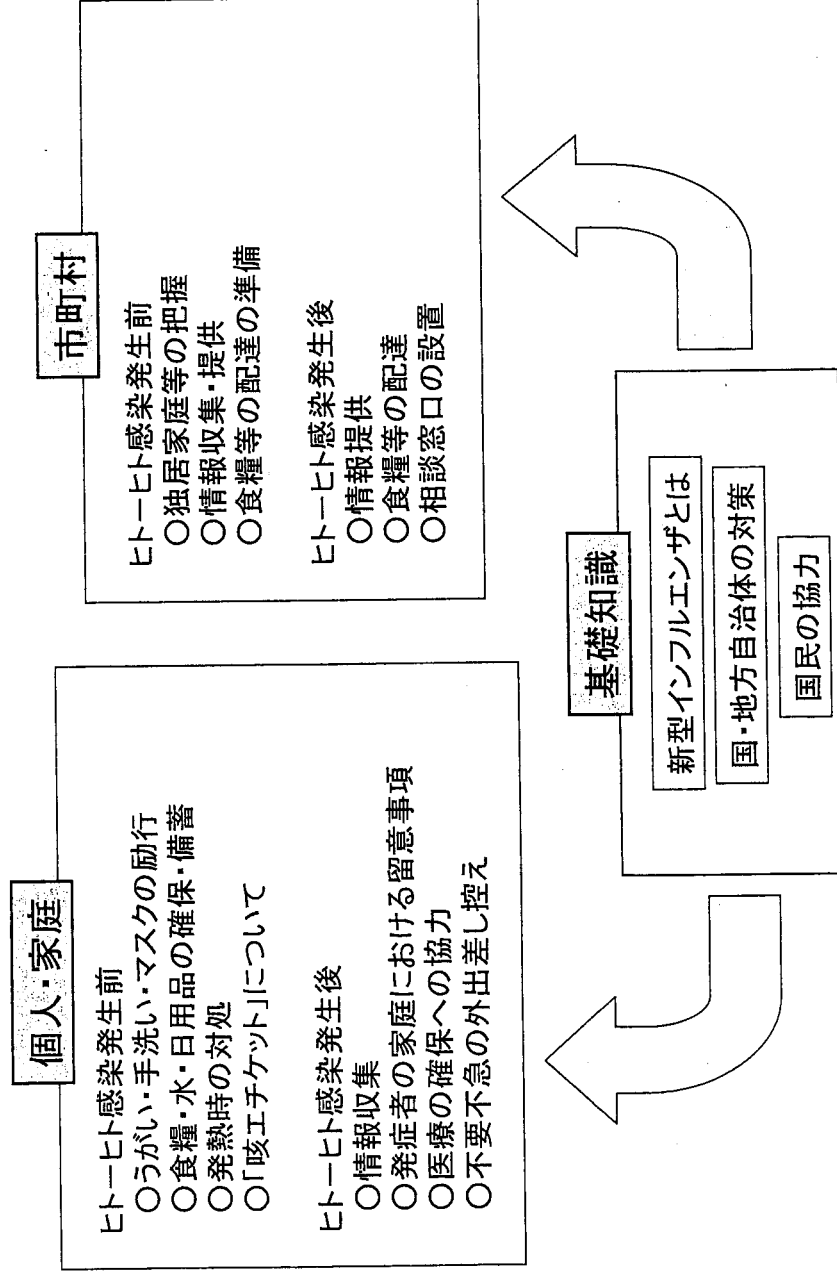 個人・家庭
ヒトーヒト感染発生前
○うがい・手洗い・マスクの励行
○食糧・水・日用品の確保・備蓄
○発熱時の対処
○「咳エチケット」について
ヒトーヒト感染発生後
○情報収集
○発症者の家庭における留意事項
○医療の確保への協力
○不要不急の外出差し控え
市町村
ヒトーヒト感染発生前
○独居家庭等の把握
○情報収集・提供
○食糧等の配達の準備
ヒトーヒト感染発生後
○情報提供
○食糧等の配達
○相談窓口の設置
基礎知識
新型インフルエンザとは
国・地方自治体の対策
国民の協力